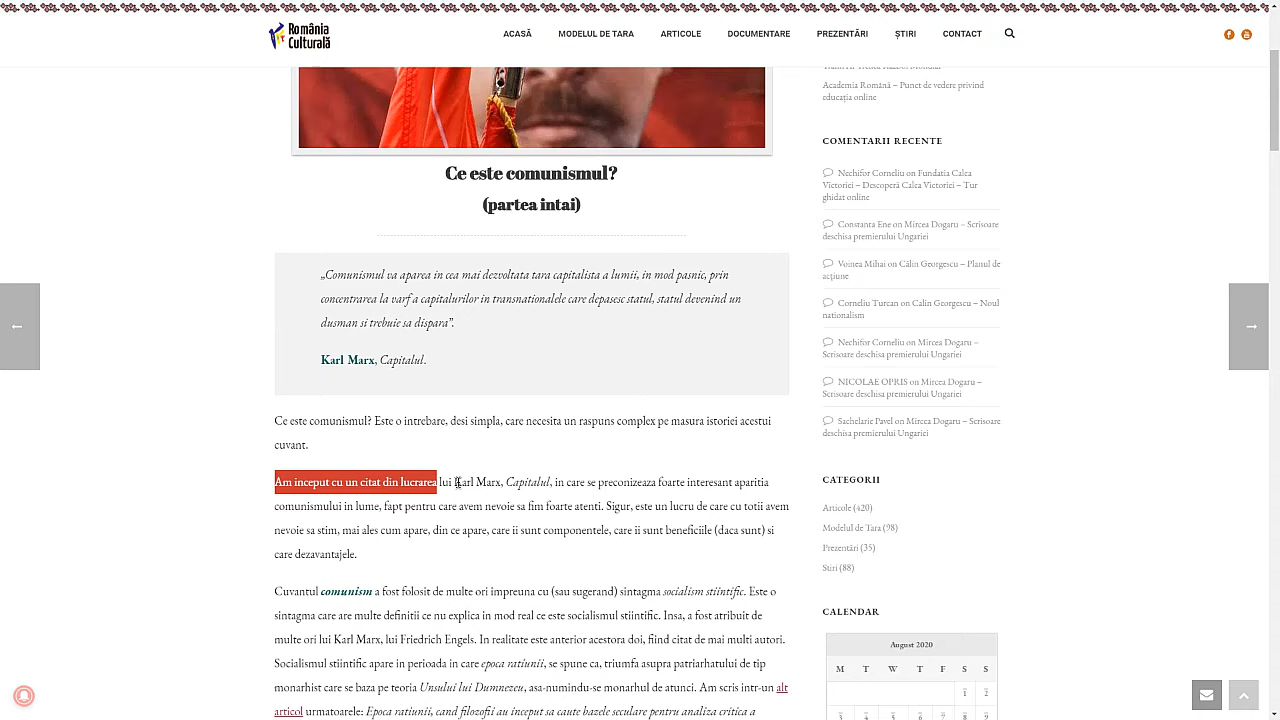 România
Culturală
ACASĂ
MODELUL DE TARA
ARTICOLE
DOCUMENTARE
PREZENTĂRI
ȘTIRI
CONTACT
Ce este comunismul?
(partea intai)
„Comunismul va aparea in cea mai dezvoltata tara capitalista a lumii, in mod pasnic, prin
concentrarea la varf a capitalurilor in transnationalele care depasesc statul, statul devenind un
dusman si trebuie sa dispara”.
Karl Marx, Capitalul.
Ce este comunismul? Este o intrebare, desi simpla, care necesita un raspuns complex pe masura istoriei acestui
cuvant.
Am inceput cu un citat din lucrarea lui Karl Marx, Capitalul, in care se preconizeaza foarte interesant aparitia
comunismului in lume, fapt pentru care avem nevoie sa fim foarte atenti. Sigur, este un lucru de care cu totii avem
nevoie sa stim, mai ales cum apare, din ce apare, care ii sunt componentele, care ii sunt beneficiile (daca sunt) si
care dezavantajele.
Cuvantul comunism a fost folosit de multe ori impreuna cu (sau sugerand) sintagma socialism stiintific. Este o
sintagma care are multe definitii ce nu explica in mod real ce este socialismul stiintific. Insa, a fost atribuit de
multe ori lui Karl Marx, lui Friedrich Engels. In realitate este anterior acestora doi, fiind citat de mai multi autori.
Socialismul stiintific apare in perioada in care epoca ratiunii, se spune ca, triumfa asupra patriarhatului de tip
monarhist care se baza pe teoria Unsului lui Dumnezeu, asa-numindu-se monarhul de atunci. Am scris intr-un alt
articol urmatoarele: Epoca ratiunii, cand filozofii au inceput sa caute bazele seculare pentru analiza critica a
Academia Română – Punct de vedere privind
educația online
COMENTARII RECENTE
Nechifor Corneliu on Fundatia Calea
Victoriei – Descoperă Calea Victoriei – Tur
ghidat online
Constanta Ene on Mircea Dogaru – Scrisoare
deschisa premierului Ungariei
Voinea Mihai on Călin Georgescu – Planul de
acțiune
Corneliu Turcan on Calin Georgescu – Noul
nationalism
Nechifor Corneliu on Mircea Dogaru –
Scrisoare deschisa premierului Ungariei
NICOLAE OPRIS on Mircea Dogaru –
Scrisoare deschisa premierului Ungariei
Sachelarie Pavel on Mircea Dogaru – Scrisoare
deschisa premierului Ungariei
CATEGORII
Articole (420)
Modelul de Tara (98)
Prezentări (35)
Stiri (88)
CALENDAR
August 2020
M T W T F S S
1 2
3 4 5 6 7 8 9